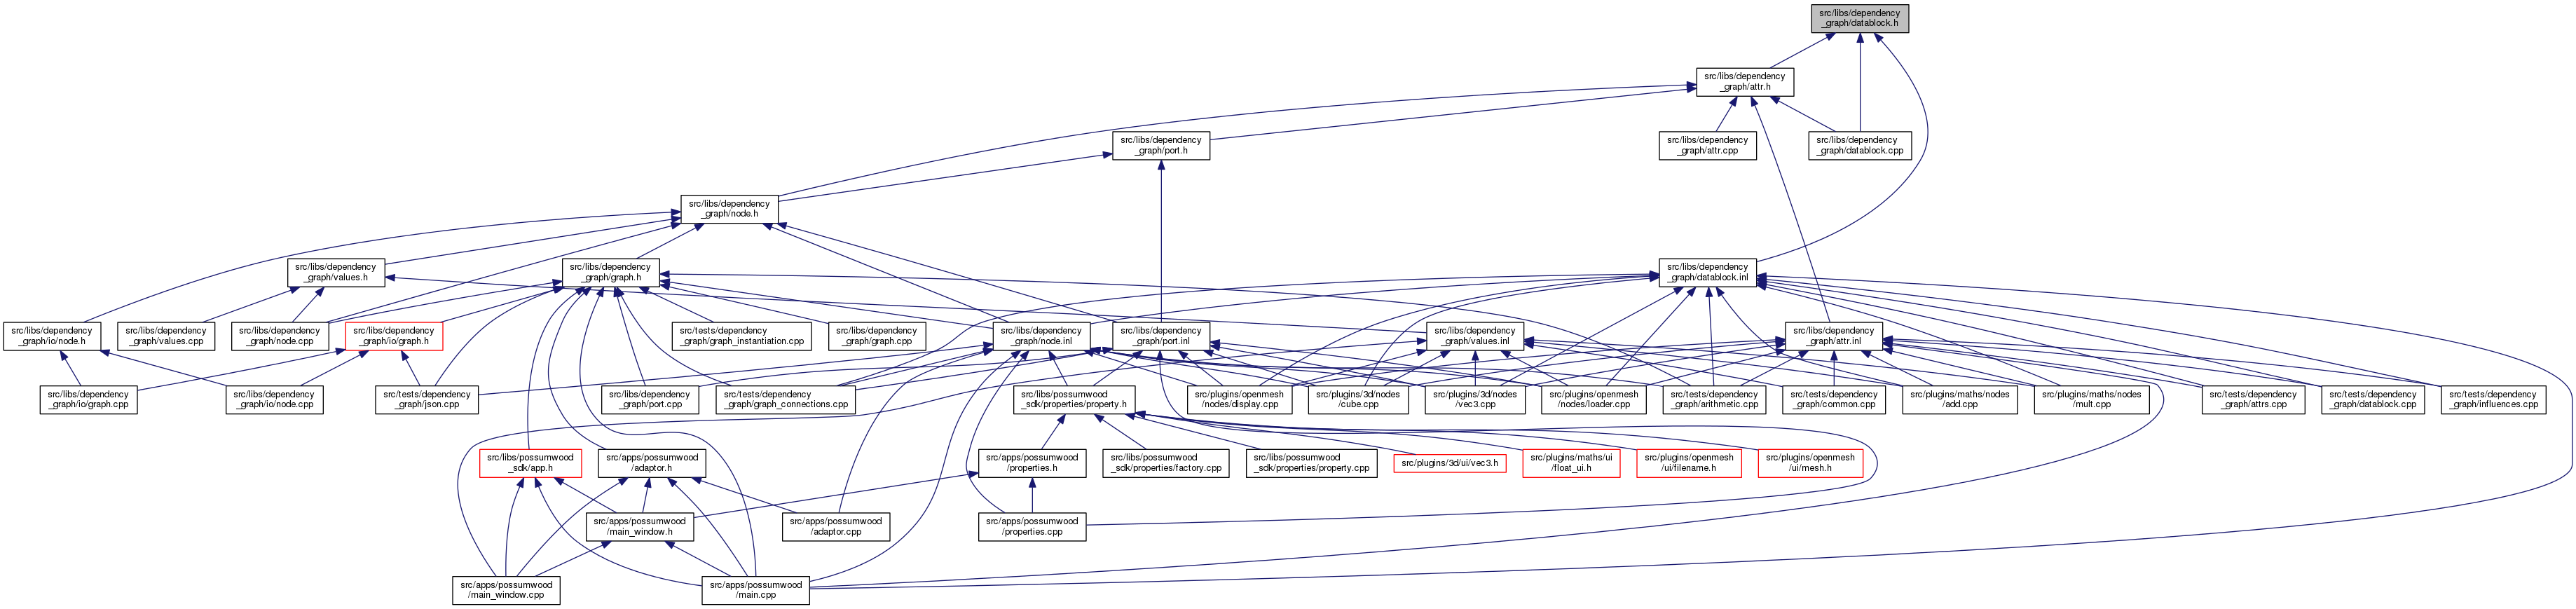 src/libs/dependency
_graph/datablock.h
src/libs/dependency
_graph/attr.h
src/libs/dependency
_graph/port.h
src/libs/dependency
_graph/attr.cpp
src/libs/dependency
_graph/datablock.cpp
src/libs/dependency
_graph/node.h
src/libs/dependency
_graph/values.h
src/libs/dependency
_graph/graph.h
src/libs/dependency
_graph/datablock.inl
src/libs/dependency
_graph/io/node.h
src/libs/dependency
_graph/values.cpp
src/libs/dependency
_graph/node.cpp
src/libs/dependency
_graph/io/graph.h
src/tests/dependency
_graph/graph_instantiation.cpp
src/libs/dependency
_graph/graph.cpp
src/libs/dependency
_graph/node.inl
src/libs/dependency
_graph/port.inl
src/libs/dependency
_graph/values.inl
src/libs/dependency
_graph/attr.inl
src/libs/dependency
_graph/io/graph.cpp
src/libs/dependency
_graph/io/node.cpp
src/tests/dependency
_graph/json.cpp
src/libs/dependency
_graph/port.cpp
src/tests/dependency
_graph/graph_connections.cpp
src/libs/possumwood
_sdk/properties/property.h
src/plugins/openmesh
/nodes/display.cpp
src/plugins/3d/nodes
/cube.cpp
src/plugins/3d/nodes
/vec3.cpp
src/plugins/openmesh
/nodes/loader.cpp
src/tests/dependency
_graph/arithmetic.cpp
src/tests/dependency
_graph/common.cpp
src/plugins/maths/nodes
/add.cpp
src/plugins/maths/nodes
/mult.cpp
src/tests/dependency
_graph/attrs.cpp
src/tests/dependency
_graph/datablock.cpp
src/tests/dependency
_graph/influences.cpp
src/libs/possumwood
_sdk/app.h
src/apps/possumwood
/adaptor.h
src/apps/possumwood
/properties.h
src/libs/possumwood
_sdk/properties/factory.cpp
src/libs/possumwood
_sdk/properties/property.cpp
src/plugins/3d/ui/vec3.h
src/plugins/maths/ui
/float_ui.h
src/plugins/openmesh
/ui/filename.h
src/plugins/openmesh
/ui/mesh.h
src/apps/possumwood
/main_window.h
src/apps/possumwood
/adaptor.cpp
src/apps/possumwood
/properties.cpp
src/apps/possumwood
/main_window.cpp
src/apps/possumwood
/main.cpp